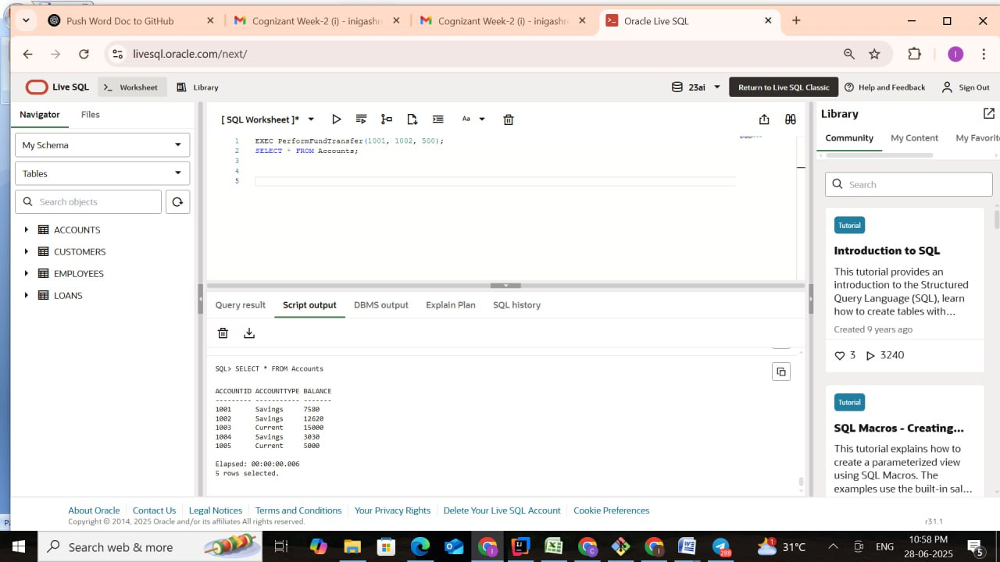 Push Word Doc to GitHub
Cognizant Week-2 (i) - inigashre
Cognizant Week-2 (i) - inigashre
Oracle Live SQL
livesql.oracle.com/next/
I
Live SQL
Worksheet
Library
23ai
Return to Live SQL Classic
Help and Feedback
Sign Out
Navigator
Files
My Schema
Tables
Search objects
ACCOUNTS
CUSTOMERS
EMPLOYEES
LOANS
[ SQL Worksheet ]*
Aa
1 EXEC PerformFundTransfer(1001, 1002, 500);
2 SELECT * FROM Accounts;
3
4
5
Query result
Script output
DBMS output
Explain Plan
SQL history
SQL> SELECT * FROM Accounts
ACCOUNTID ACCOUNTTYPE BALANCE
--------- ----------- -------
1001 Savings 7580
1002 Savings 12620
1003 Current 15000
1004 Savings 3030
1005 Current 5000
Elapsed: 00:00:00.006
5 rows selected.
Library
Community
My Content
My Favorit
Search
Tutorial
Introduction to SQL
This tutorial provides an
introduction to the Structured
Query Language (SQL), learn
how to create tables with...
Created 9 years ago
3
3240
Tutorial
SQL Macros - Creating...
This tutorial explains how to
create a parameterized view
using SQL Macros. The
examples use the built-in sal...
About Oracle
Contact Us
Legal Notices
Terms and Conditions
Your Privacy Rights
Delete Your Live SQL Account
Cookie Preferences
Copyright © 2014, 2025 Oracle and/or its affiliates All rights reserved.
r31.1
Search web & more
288
1
31°C
ENG
10:58 PM
28-06-2025
5